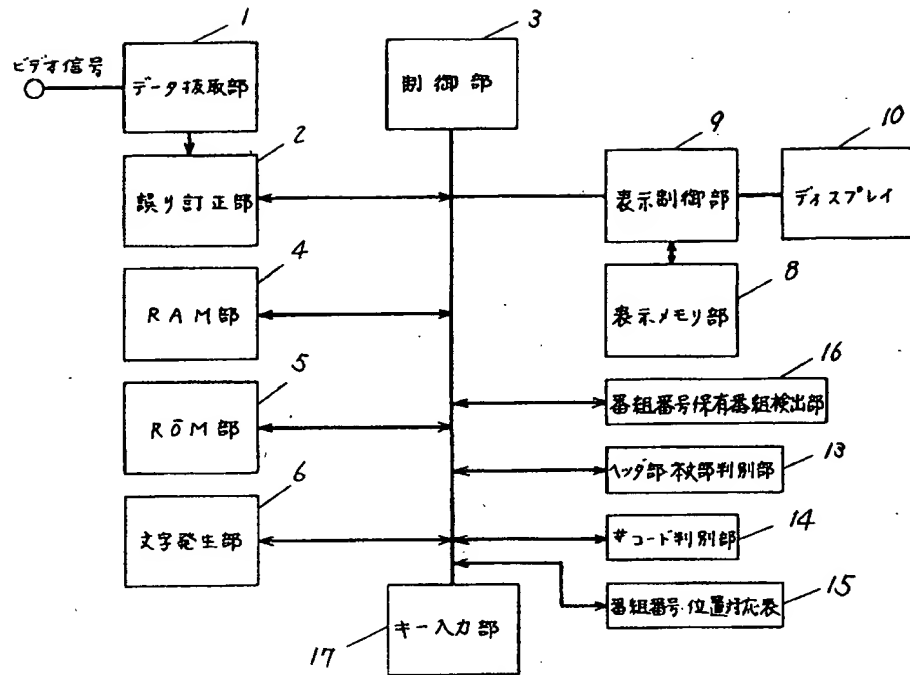 1
ビデオ信号
データ抜取部
2
誤り訂正部
3
制御部
4
RAM部
5
ROM部
6
文字発生部
9
表示制御部
10
ディスプレイ
8
表示メモリ部
16
番組番号保有番組検出部
ヘッダ部・本文部判別部
13
#コード判別部
14
番組番号・位置対応表
15
キー入力部
17